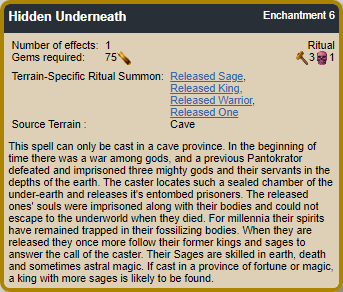 Hidden Underneath Enchantment 6
Number of effects: 1 Ritual
Gems required: 75 3 1
Terrain-Specific Ritual Summon: Released Sage,
Released King,
Released Warrior,
Released One
Source Terrain : Cave
This spell can only be cast in a cave province. In the beginning of
time there was a war among gods, and a previous Pantokrator
defeated and imprisoned three mighty gods and their servants in the
depths of the earth. The caster locates such a sealed chamber of the
under-earth and releases it's entombed prisoners. The released
ones' souls were imprisoned along with their bodies and could not
escape to the underworld when they died. For millennia their spirits
have remained trapped in their fossilizing bodies. When they are
released they once more follow their former kings and sages to
answer the call of the caster. Their Sages are skilled in earth, death
and sometimes astral magic. If cast in a province of fortune or magic,
a king with more sages is likely to be found.